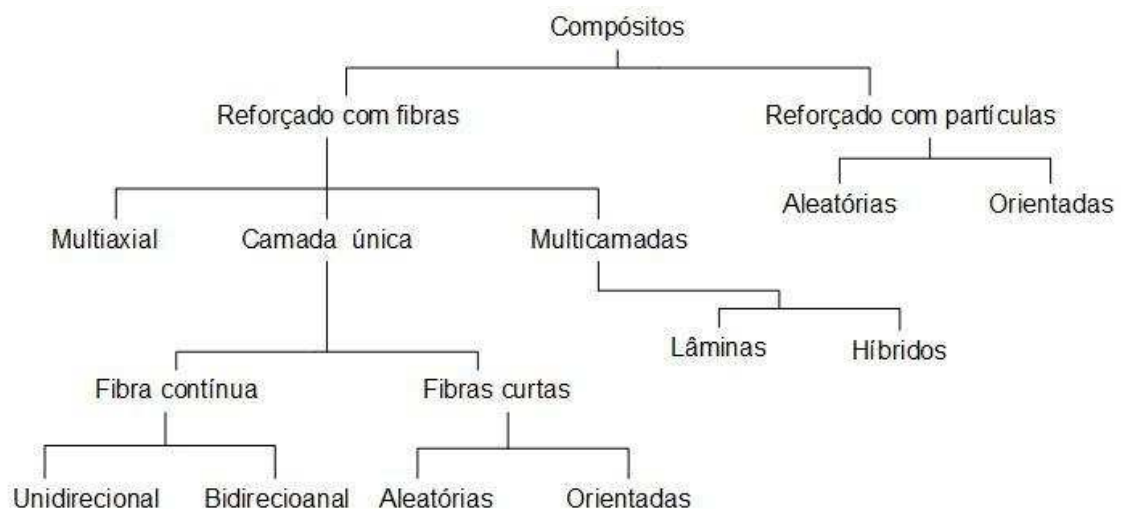 Compósitos
Reforçado com fibras
Reforçado com partículas
Aleatórias
Orientadas
Multiaxial
Camada única
Multicamadas
Lâminas
Híbridos
Fibra contínua
Fibras curtas
Unidirecional
Bidirecioanal
Aleatórias
Orientadas